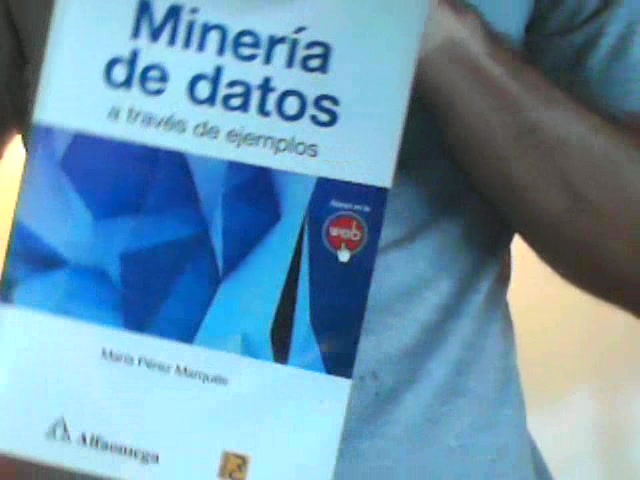 Minería
de datos
a través de ejemplos
web
María Pérez Marqués
Alfaomega